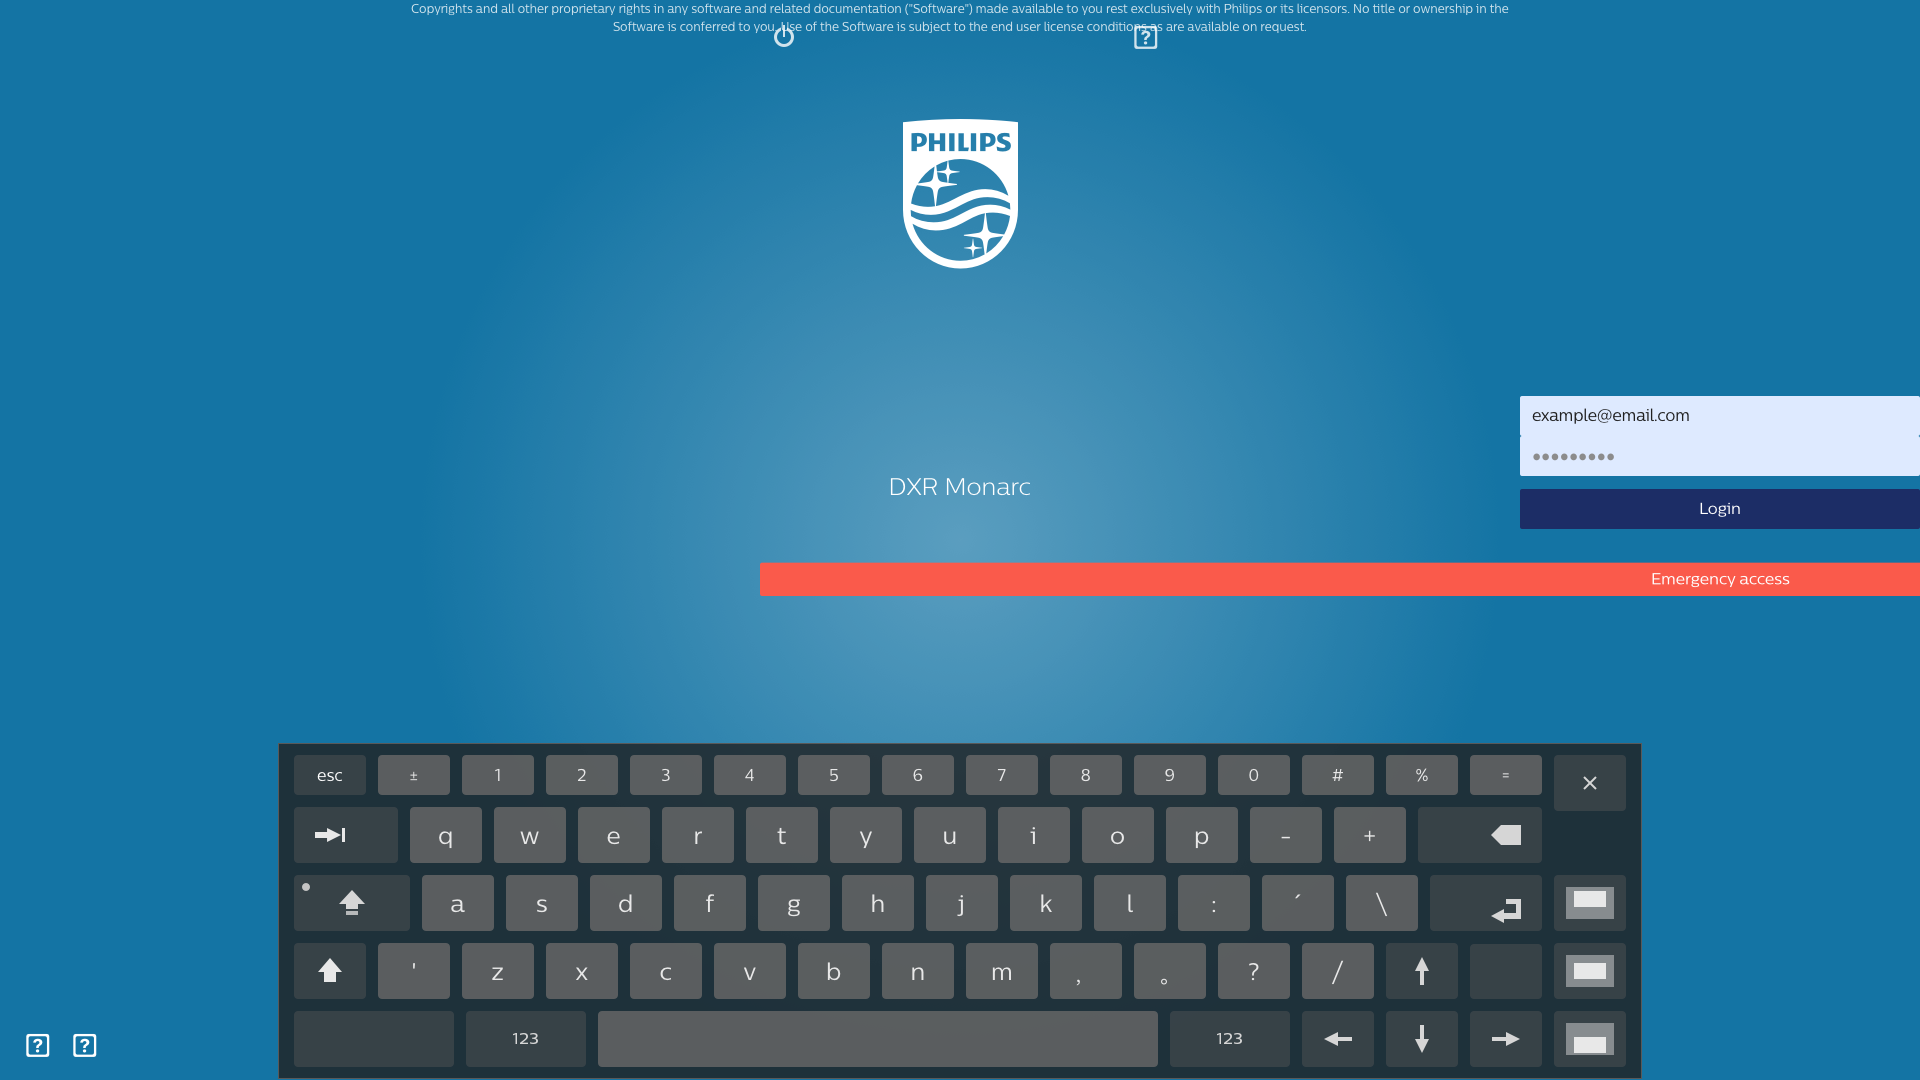 Copyrights and all other proprietary rights in any software and related documentation ("Software") made available to you rest exclusively with Philips or its licensors. No title or ownership in the
Software is conferred to you. Use of the Software is subject to the end user license conditions as are available on request.
?
PHILIPS
example@email.com
•••••••••
DXR Monarc
Login
Emergency access
esc ± 1 2 3 4 5 6 7 8 9 0 # % = ×
q w e r t y u i o p - +
a s d f g h j k l : ´ \
' z x c v b n m , 。 ? /
123 123
? ?